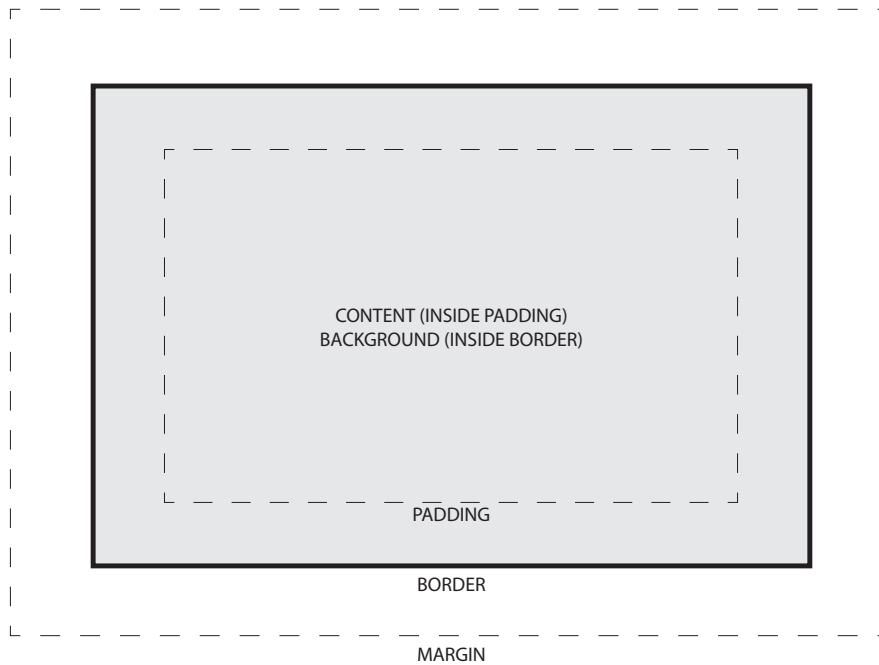 CONTENT (INSIDE PADDING)
BACKGROUND (INSIDE BORDER)
PADDING
BORDER
MARGIN